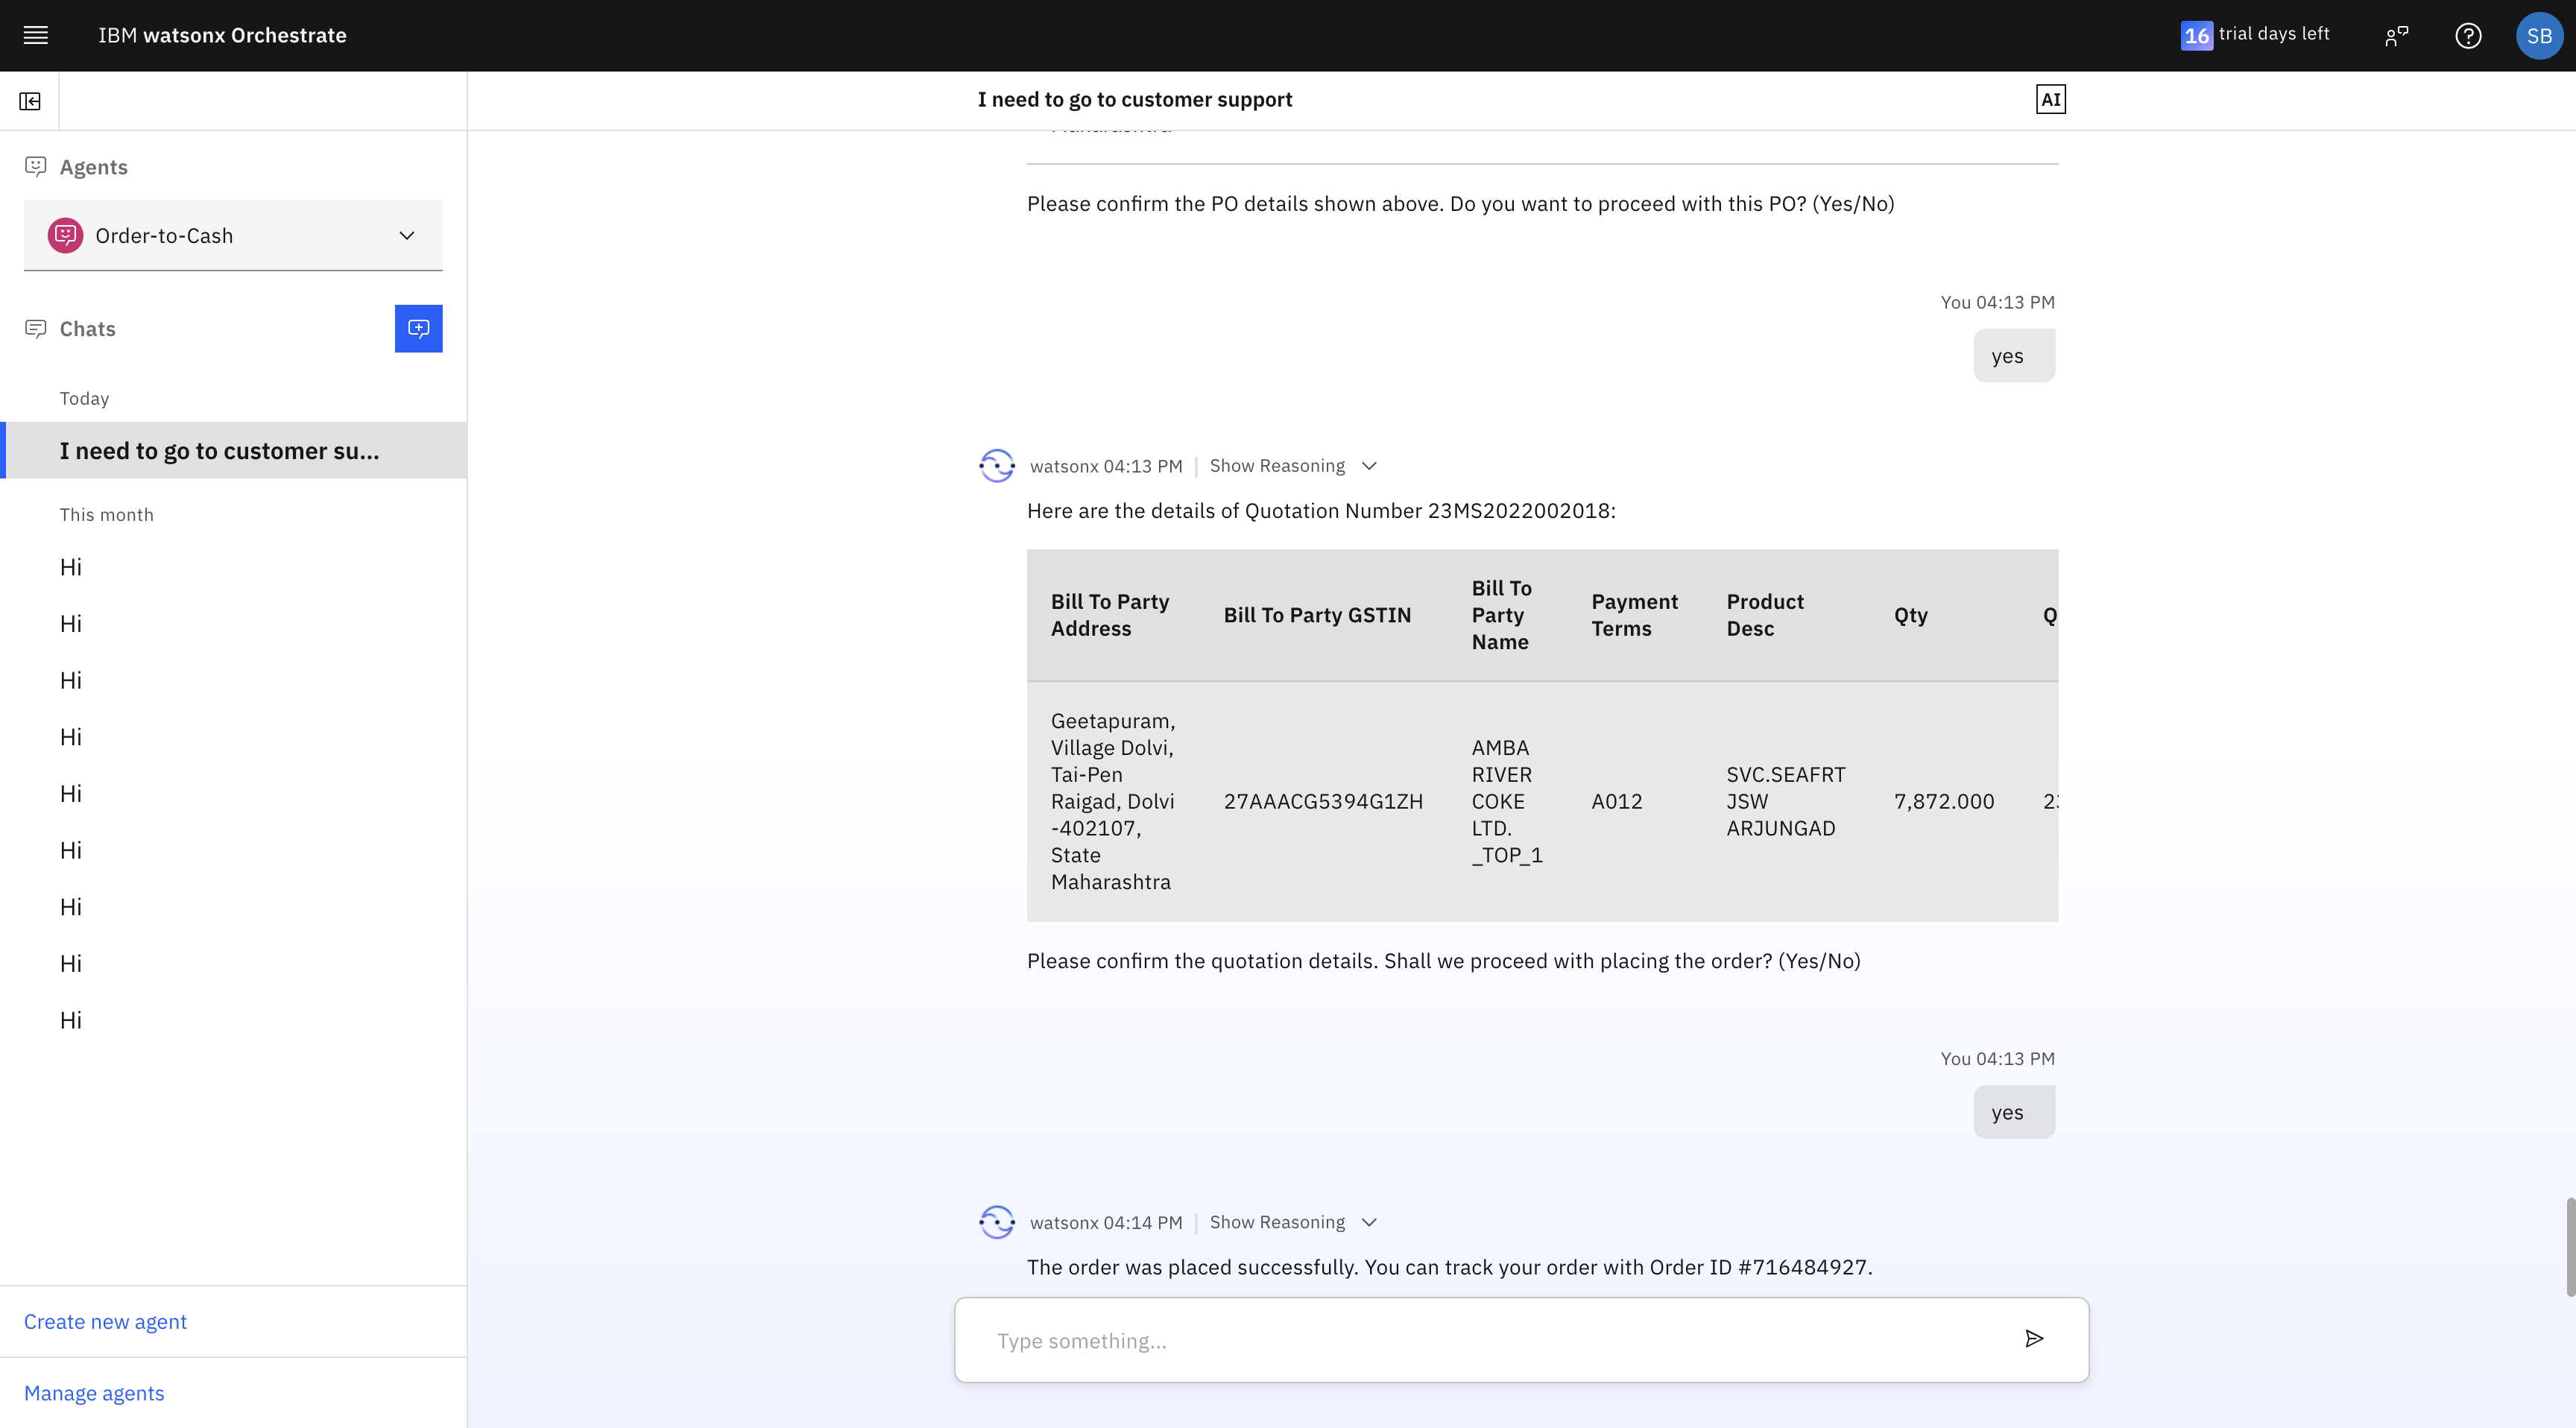 IBM watsonx Orchestrate
16 trial days left
SB
I need to go to customer support
AI
Agents
Order-to-Cash
Chats
Today
I need to go to customer su...
This month
Hi
Hi
Hi
Hi
Hi
Hi
Hi
Hi
Hi
Create new agent
Manage agents
Please confirm the PO details shown above. Do you want to proceed with this PO? (Yes/No)
You 04:13 PM
yes
watsonx 04:13 PM | Show Reasoning
Here are the details of Quotation Number 23MS2022002018:
Bill To Party
Address
Bill To Party GSTIN
Bill To
Party
Name
Payment
Terms
Product
Desc
Qty
Q
Geetapuram,
Village Dolvi,
Tai-Pen
Raigad, Dolvi
-402107,
State
Maharashtra
27AAACG5394G1ZH
AMBA
RIVER
COKE
LTD.
_TOP_1
A012
SVC.SEAFRT
JSW
ARJUNGAD
7,872.000
Please confirm the quotation details. Shall we proceed with placing the order? (Yes/No)
You 04:13 PM
yes
watsonx 04:14 PM | Show Reasoning
The order was placed successfully. You can track your order with Order ID #716484927.
Type something...